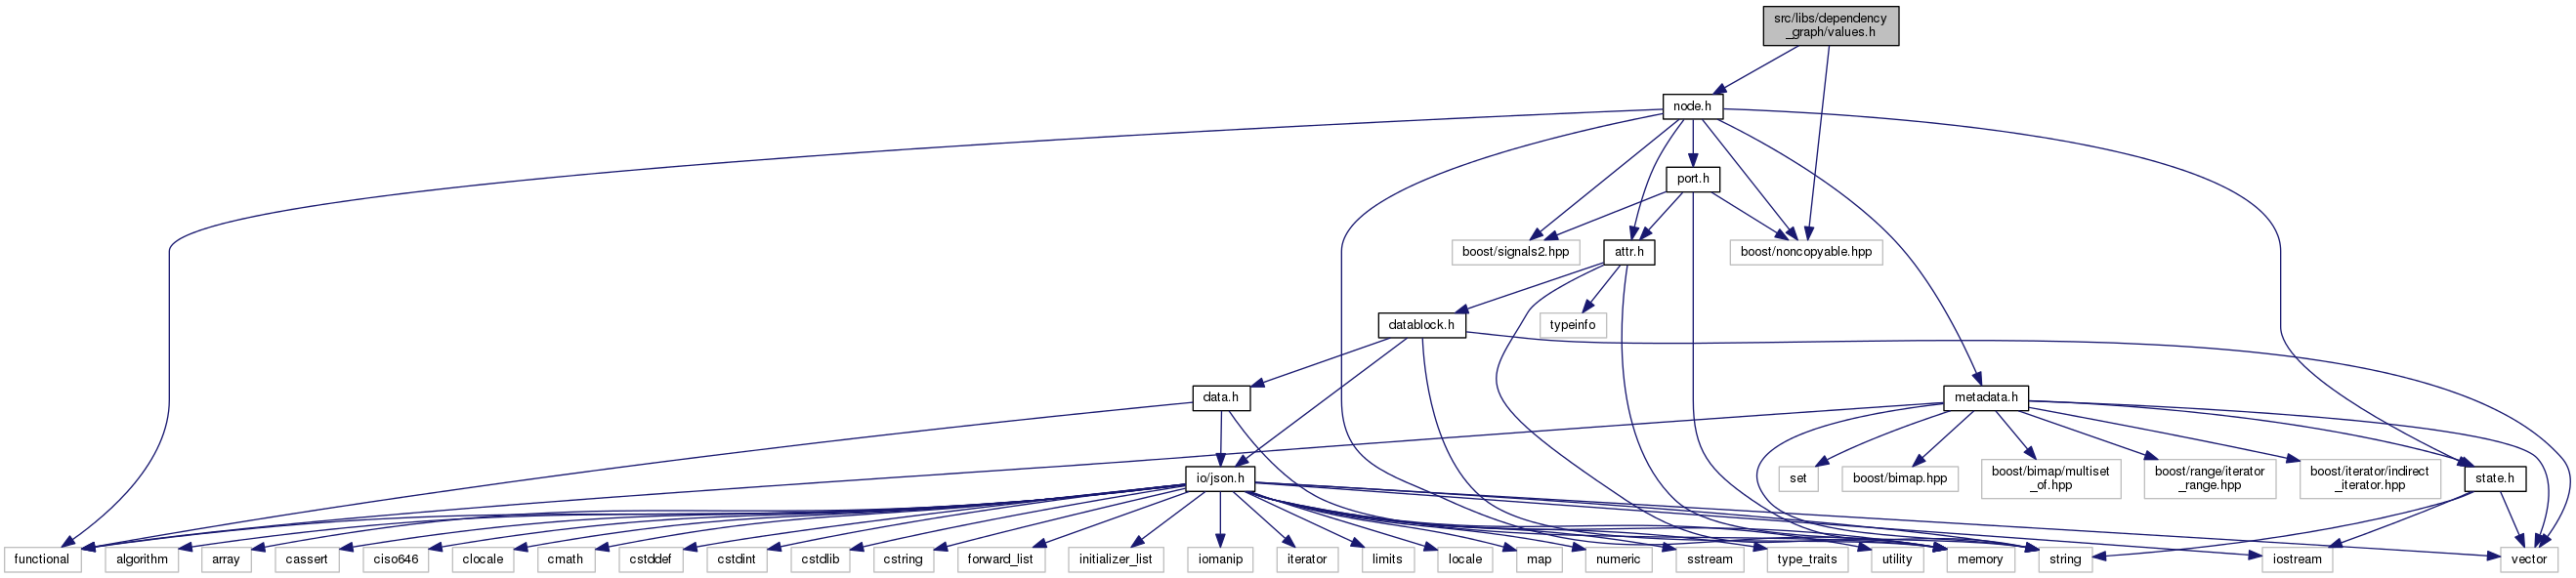 src/libs/dependency
_graph/values.h
node.h
port.h
boost/signals2.hpp
attr.h
boost/noncopyable.hpp
datablock.h
typeinfo
data.h
metadata.h
io/json.h
set
boost/bimap.hpp
boost/bimap/multiset
_of.hpp
boost/range/iterator
_range.hpp
boost/iterator/indirect
_iterator.hpp
state.h
functional
algorithm
array
cassert
ciso646
clocale
cmath
cstddef
cstdint
cstdlib
cstring
forward_list
initializer_list
iomanip
iterator
limits
locale
map
numeric
sstream
type_traits
utility
memory
string
iostream
vector